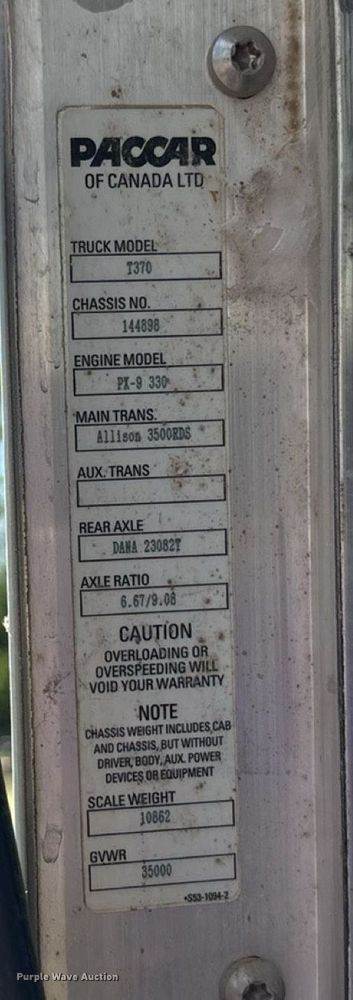 PACCAR
OF CANADA LTD
TRUCK MODEL
T370
CHASSIS NO.
144898
ENGINE MODEL
PX-9 330
MAIN TRANS.
Allison 3500RDS
AUX. TRANS
REAR AXLE
DANA 23082T
AXLE RATIO
6.67/9.08
CAUTION
OVERLOADING OR
OVERSPEEDING WILL
VOID YOUR WARRANTY
NOTE
CHASSIS WEIGHT INCLUDES CAB
AND CHASSIS, BUT WITHOUT
DRIVER, BODY, AUX. POWER
DEVICES OR EQUIPMENT
SCALE WEIGHT
10862
GVWR
35000
•S53-1094-2
Purple Wave Auction